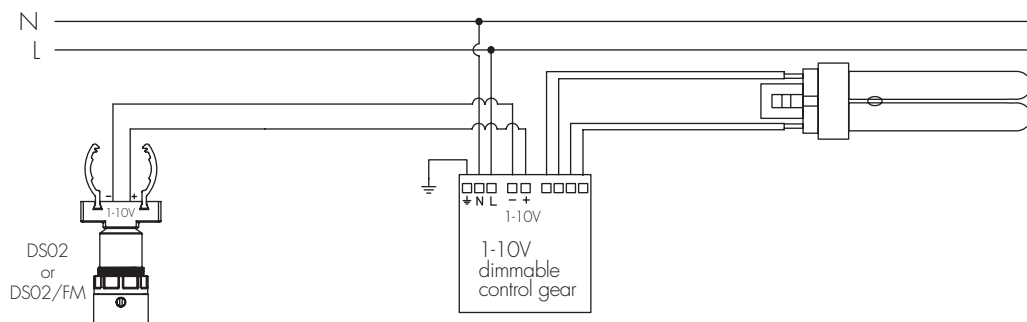 N
L
- +
1-10V
DS02
or
DS02/FM
⏚ N L - +
1-10V
1-10V
dimmable
control gear